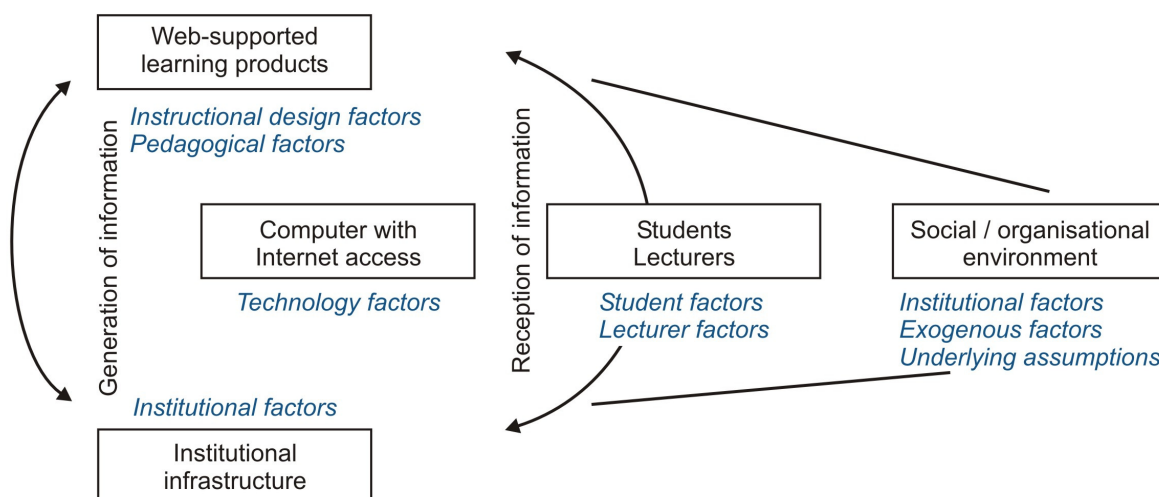 Web-supported
learning products
Instructional design factors
Pedagogical factors
Generation of information
Reception of information
Computer with
Internet access
Technology factors
Students
Lecturers
Student factors
Lecturer factors
Social / organisational
environment
Institutional factors
Exogenous factors
Underlying assumptions
Institutional factors
Institutional
infrastructure